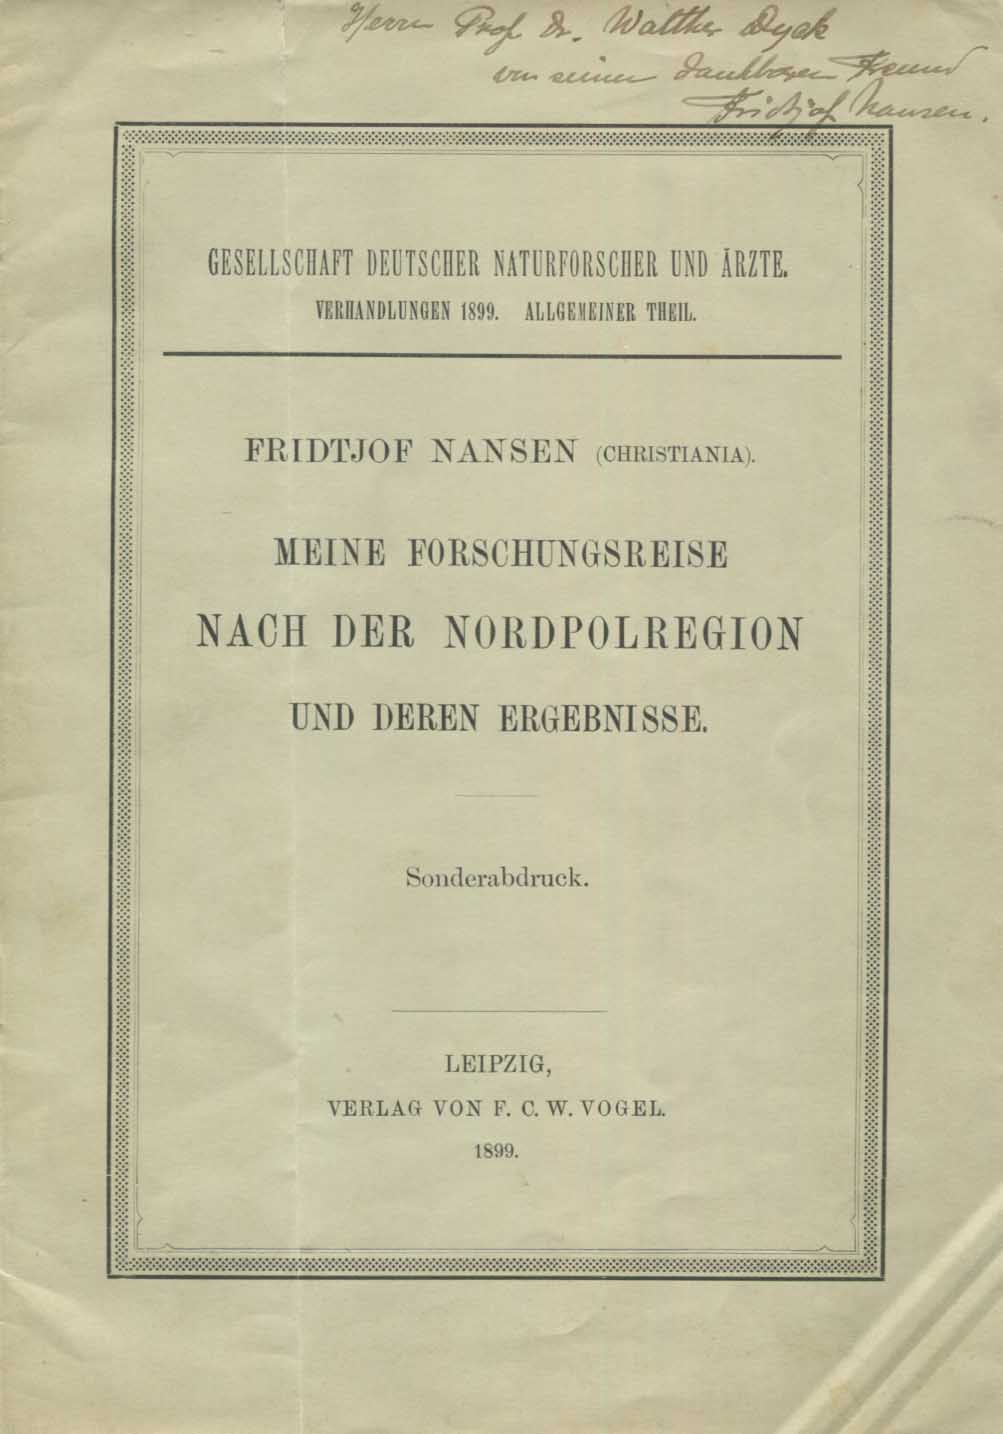 Herrn Prof. Dr. Walther Dyck
von seinem dankbaren Freund
Fridtjof Nansen.
GESELLSCHAFT DEUTSCHER NATURFORSCHER UND ÄRZTE.
VERHANDLUNGEN 1899. ALLGEMEINER THEIL.
FRIDTJOF NANSEN (CHRISTIANIA).
MEINE FORSCHUNGSREISE
NACH DER NORDPOLREGION
UND DEREN ERGEBNISSE.
Sonderabdruck.
LEIPZIG,
VERLAG VON F. C. W. VOGEL.
1899.